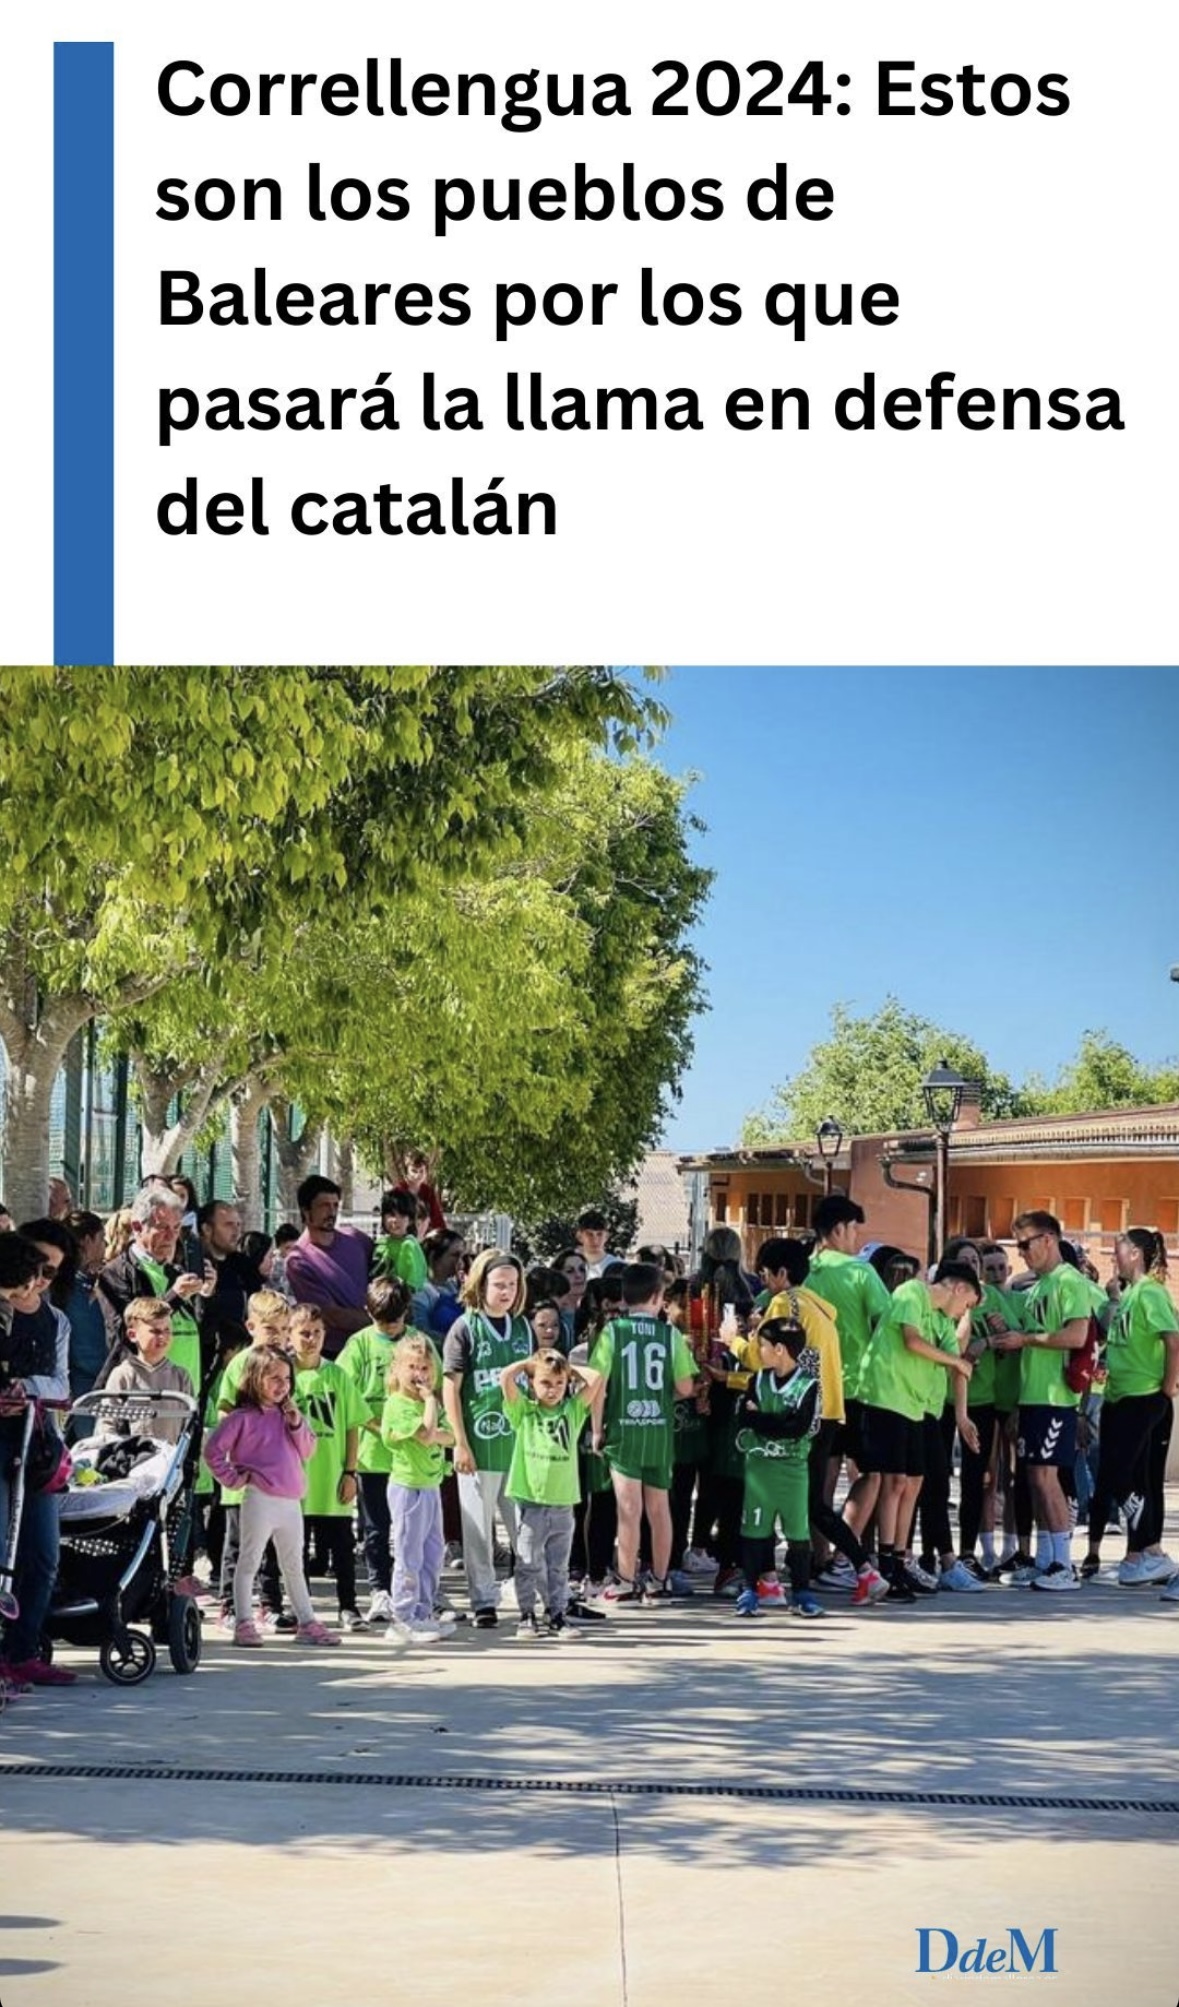 Correllengua 2024: Estos
son los pueblos de
Baleares por los que
pasará la llama en defensa
del catalán
TONI
16
1
DdeM